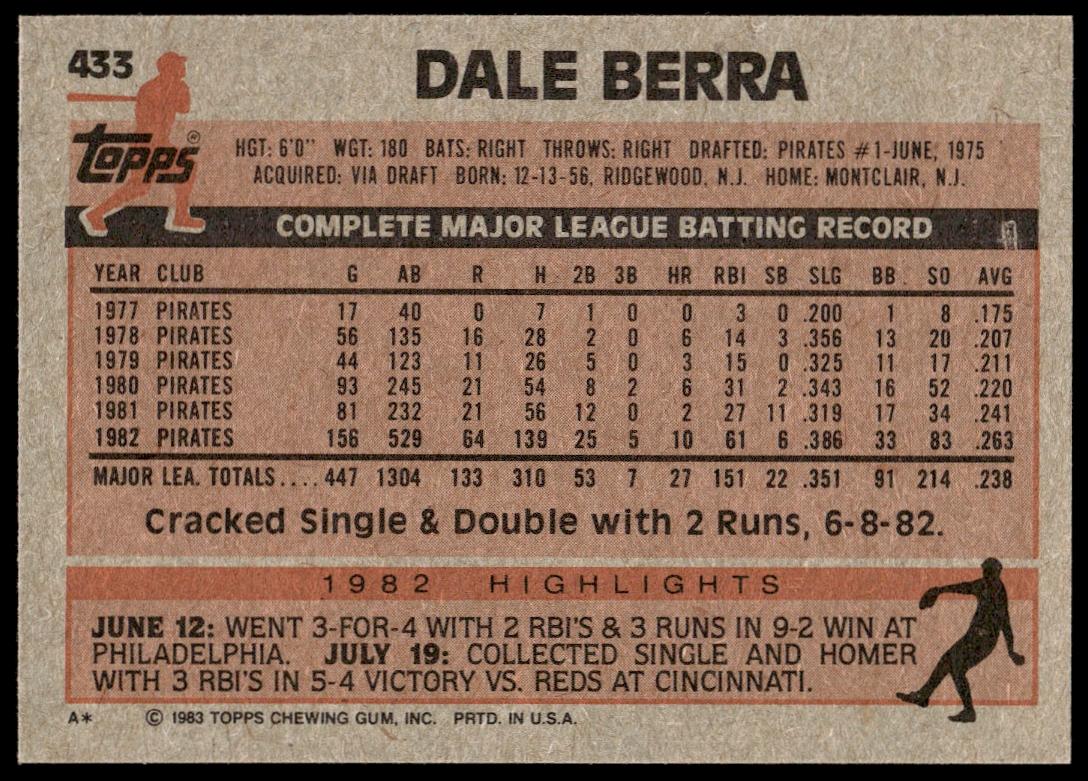 433
DALE BERRA
Topps®
HGT: 6'0" WGT: 180 BATS: RIGHT THROWS: RIGHT DRAFTED: PIRATES #1-JUNE, 1975
ACQUIRED: VIA DRAFT BORN: 12-13-56, RIDGEWOOD, N.J. HOME: MONTCLAIR, N.J.
COMPLETE MAJOR LEAGUE BATTING RECORD
YEAR CLUB G AB R H 2B 3B HR RBI SB SLG BB SO AVG
1977 PIRATES 17 40 0 7 1 0 0 3 0 .200 1 8 .175
1978 PIRATES 56 135 16 28 2 0 6 14 3 .356 13 20 .207
1979 PIRATES 44 123 11 26 5 0 3 15 0 .325 11 17 .211
1980 PIRATES 93 245 21 54 8 2 6 31 2 .343 16 52 .220
1981 PIRATES 81 232 21 56 12 0 2 27 11 .319 17 34 .241
1982 PIRATES 156 529 64 139 25 5 10 61 6 .386 33 83 .263
MAJOR LEA. TOTALS.... 447 1304 133 310 53 7 27 151 22 .351 91 214 .238
Cracked Single & Double with 2 Runs, 6-8-82.
1982 HIGHLIGHTS
JUNE 12: WENT 3-FOR-4 WITH 2 RBI'S & 3 RUNS IN 9-2 WIN AT
PHILADELPHIA. JULY 19: COLLECTED SINGLE AND HOMER
WITH 3 RBI'S IN 5-4 VICTORY VS. REDS AT CINCINNATI.
A* © 1983 TOPPS CHEWING GUM, INC. PRTD. IN U.S.A.